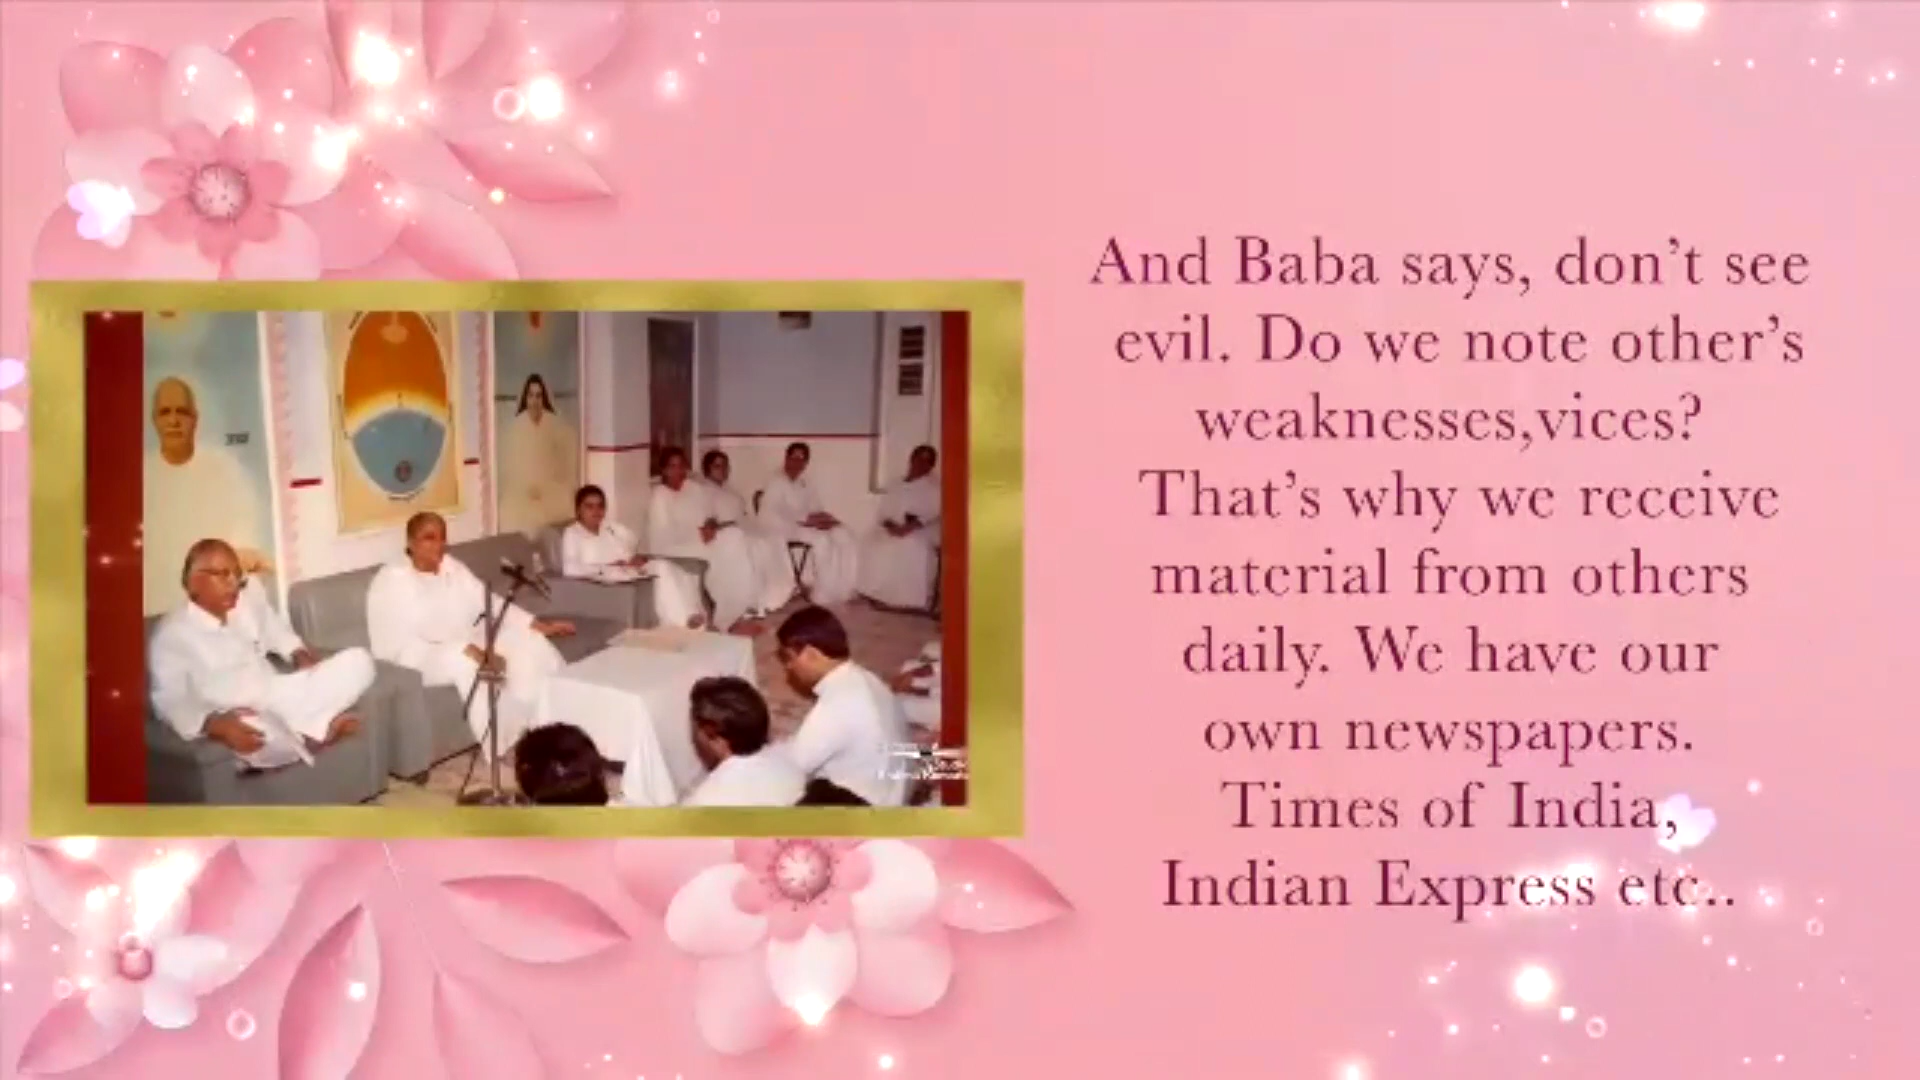 And Baba says, don’t see
evil. Do we note other’s
weaknesses,vices?
That’s why we receive
material from others
daily. We have our
own newspapers.
Times of India,
Indian Express etc..